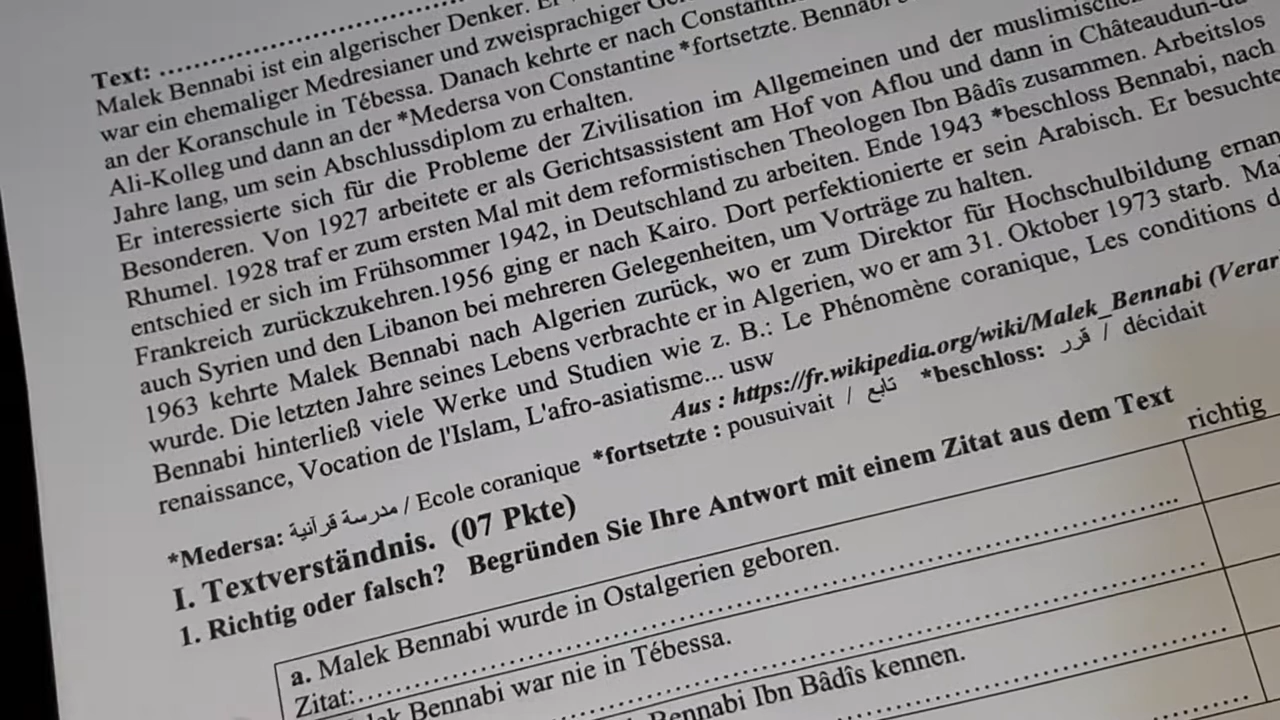 Text: ........................................
Malek Bennabi ist ein algerischer Denker. Er
war ein ehemaliger Medresianer und zweisprachiger
an der Koranschule in Tébessa. Danach kehrte er nach Constantine
Ali-Kolleg und dann an der *Medersa von Constantine *fortsetzte. Bennabi
Jahre lang, um sein Abschlussdiplom zu erhalten.
Er interessierte sich für die Probleme der Zivilisation im Allgemeinen und der muslimischen
Besonderen. Von 1927 arbeitete er als Gerichtsassistent am Hof von Aflou und dann in Châteaudun-du
Rhumel. 1928 traf er zum ersten Mal mit dem reformistischen Theologen Ibn Bâdîs zusammen. Arbeitslos
entschied er sich im Frühsommer 1942, in Deutschland zu arbeiten. Ende 1943 *beschloss Bennabi, nach
Frankreich zurückzukehren.1956 ging er nach Kairo. Dort perfektionierte er sein Arabisch. Er besuchte
auch Syrien und den Libanon bei mehreren Gelegenheiten, um Vorträge zu halten.
1963 kehrte Malek Bennabi nach Algerien zurück, wo er zum Direktor für Hochschulbildung ernan
wurde. Die letzten Jahre seines Lebens verbrachte er in Algerien, wo er am 31. Oktober 1973 starb. Ma
Bennabi hinterließ viele Werke und Studien wie z. B.: Le Phénomène coranique, Les conditions d
renaissance, Vocation de l'Islam, L'afro-asiatisme... usw
Aus : https://fr.wikipedia.org/wiki/Malek_Bennabi (Verar
*Medersa: مدرسة قرآنية / Ecole coranique *fortsetzte : pousuivait / تابع *beschloss: قرر / décidait
I. Textverständnis. (07 Pkte)
1. Richtig oder falsch? Begründen Sie Ihre Antwort mit einem Zitat aus dem Text
richtig
a. Malek Bennabi wurde in Ostalgerien geboren.
Zitat:........................................
lek Bennabi war nie in Tébessa.
Bennabi Ibn Bâdîs kennen.